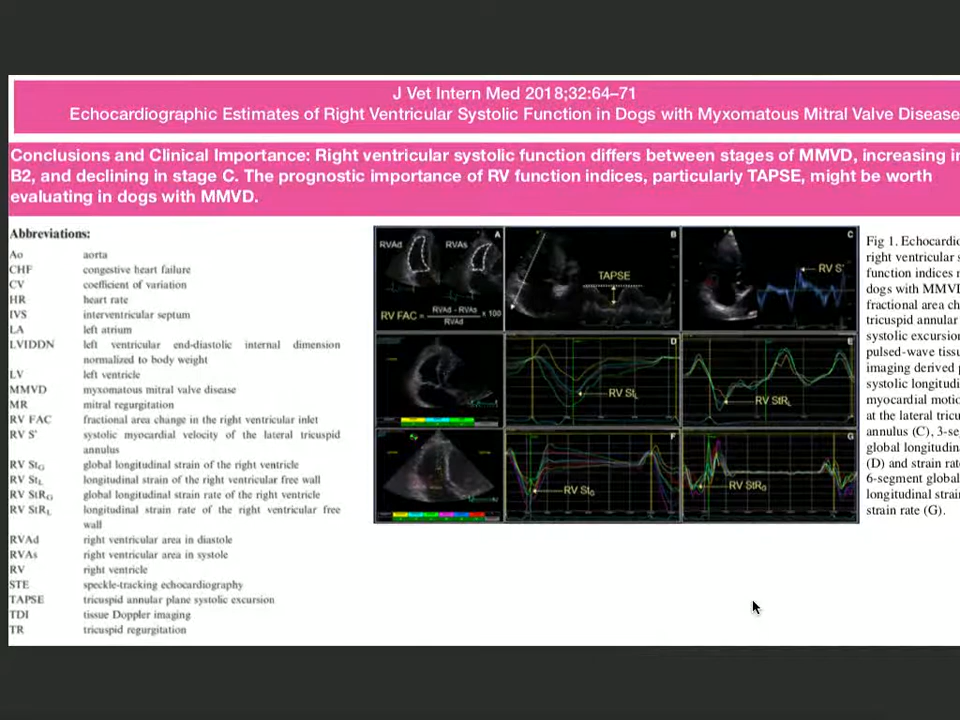 J Vet Intern Med 2018;32:64–71
Echocardiographic Estimates of Right Ventricular Systolic Function in Dogs with Myxomatous Mitral Valve Disease
Conclusions and Clinical Importance: Right ventricular systolic function differs between stages of MMVD, increasing in
B2, and declining in stage C. The prognostic importance of RV function indices, particularly TAPSE, might be worth
evaluating in dogs with MMVD.
Abbreviations:
Ao aorta
CHF congestive heart failure
CV coefficient of variation
HR heart rate
IVS interventricular septum
LA left atrium
LVIDDN left ventricular end-diastolic internal dimension
normalized to body weight
LV left ventricle
MMVD myxomatous mitral valve disease
MR mitral regurgitation
RV FAC fractional area change in the right ventricular inlet
RV S' systolic myocardial velocity of the lateral tricuspid
annulus
RV StG global longitudinal strain of the right ventricle
RV StL longitudinal strain of the right ventricular free wall
RV StRG global longitudinal strain rate of the right ventricle
RV StRL longitudinal strain rate of the right ventricular free
wall
RVAd right ventricular area in diastole
RVAs right ventricular area in systole
RV right ventricle
STE speckle-tracking echocardiography
TAPSE tricuspid annular plane systolic excursion
TDI tissue Doppler imaging
TR tricuspid regurgitation
RVAd RVAs A
RV FAC = RVAd - RVAs / RVAd x 100
B
TAPSE
C
RV S'
D
RV StL
E
RV StRL
F
RV StG
G
RV StRG
Fig 1. Echocardio
right ventricular s
function indices
dogs with MMVD
fractional area ch
tricuspid annular
systolic excursion
pulsed-wave tissu
imaging derived p
systolic longitudi
myocardial motio
at the lateral tricu
annulus (C), 3-se
global longitudin
(D) and strain rate
6-segment global
longitudinal strain
strain rate (G).